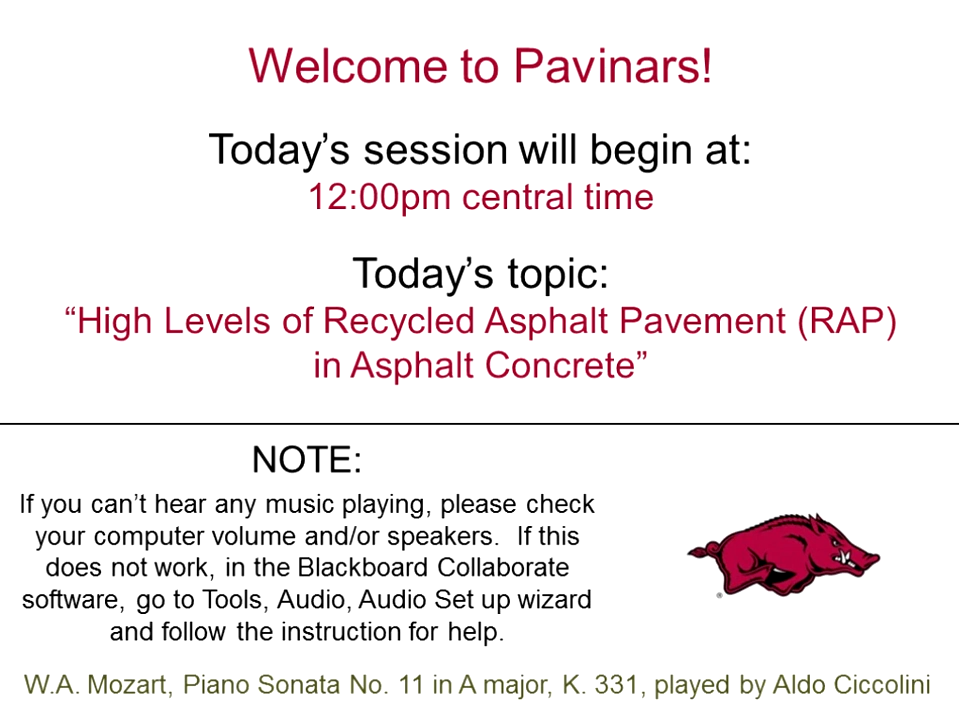 Welcome to Pavinars!
Today’s session will begin at:
12:00pm central time
Today’s topic:
“High Levels of Recycled Asphalt Pavement (RAP)
in Asphalt Concrete”
NOTE:
If you can’t hear any music playing, please check
your computer volume and/or speakers.  If this
does not work, in the Blackboard Collaborate
software, go to Tools, Audio, Audio Set up wizard
and follow the instruction for help.
®
W.A. Mozart, Piano Sonata No. 11 in A major, K. 331, played by Aldo Ciccolini